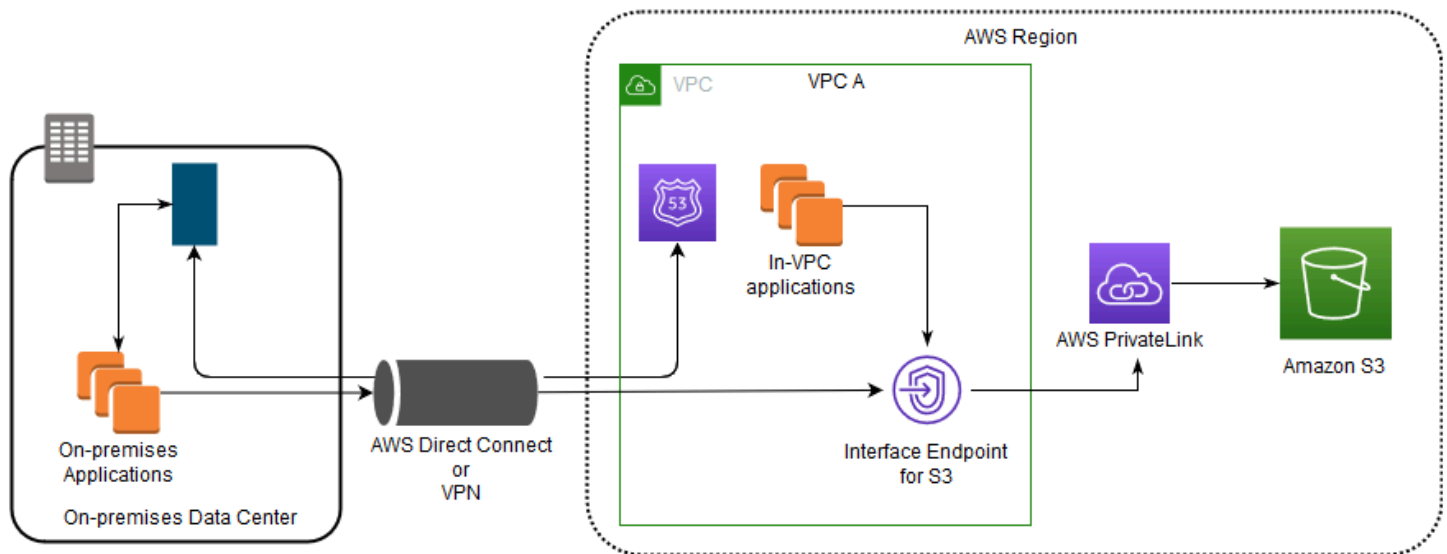 AWS Region
VPC
VPC A
53
In-VPC
applications
AWS PrivateLink
Amazon S3
On-premises
Applications
AWS Direct Connect
or
VPN
Interface Endpoint
for S3
On-premises Data Center